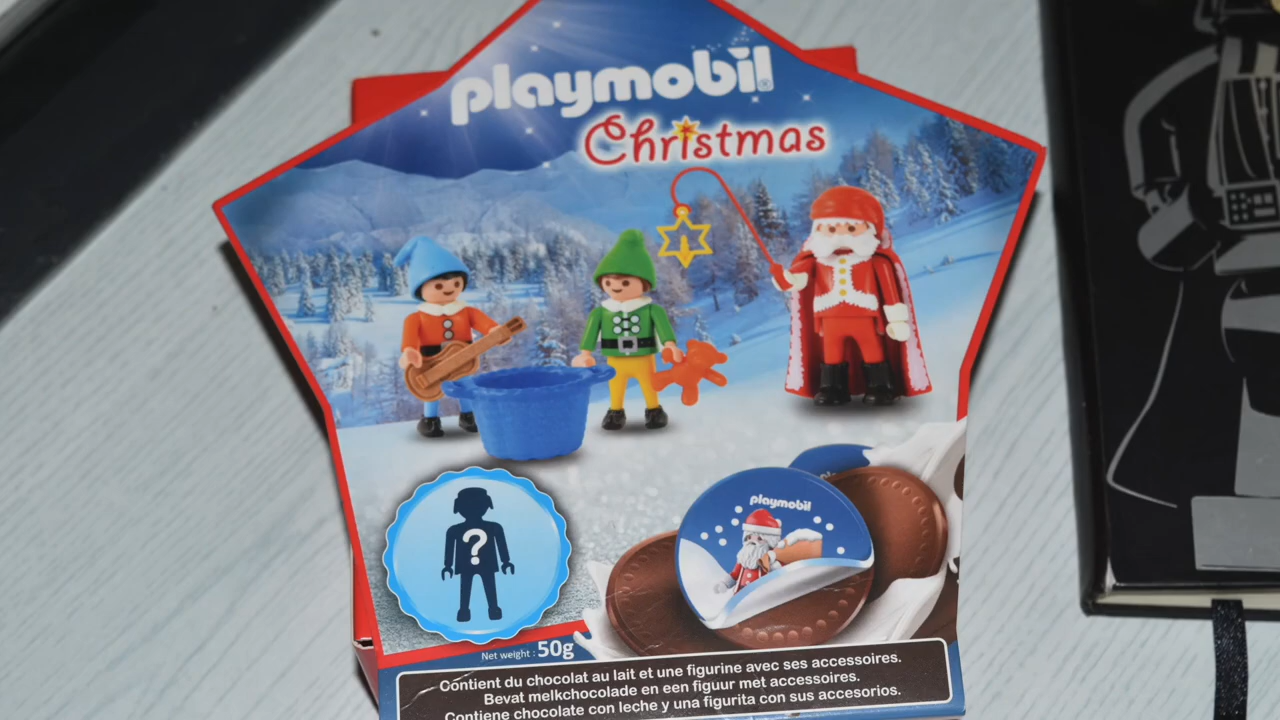 playmobil®
Christmas
playmobil
?
Net weight : 50g
Contient du chocolat au lait et une figurine avec ses accessoires.
Bevat melkchocolade en een figuur met accessoires.
Contiene chocolate con leche y una figurita con sus accesorios.